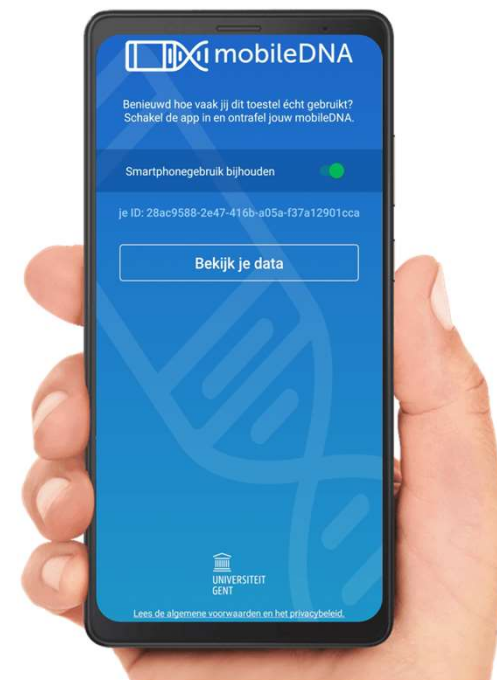 mobileDNA
Benieuwd hoe vaak jij dit toestel écht gebruikt?
Schakel de app in en ontrafel jouw mobileDNA.
Smartphonegebruik bijhouden
je ID: 28ac9588-2e47-416b-a05a-f37a12901cca
Bekijk je data
UNIVERSITEIT
GENT
Lees de algemene voorwaarden en het privacybeleid.